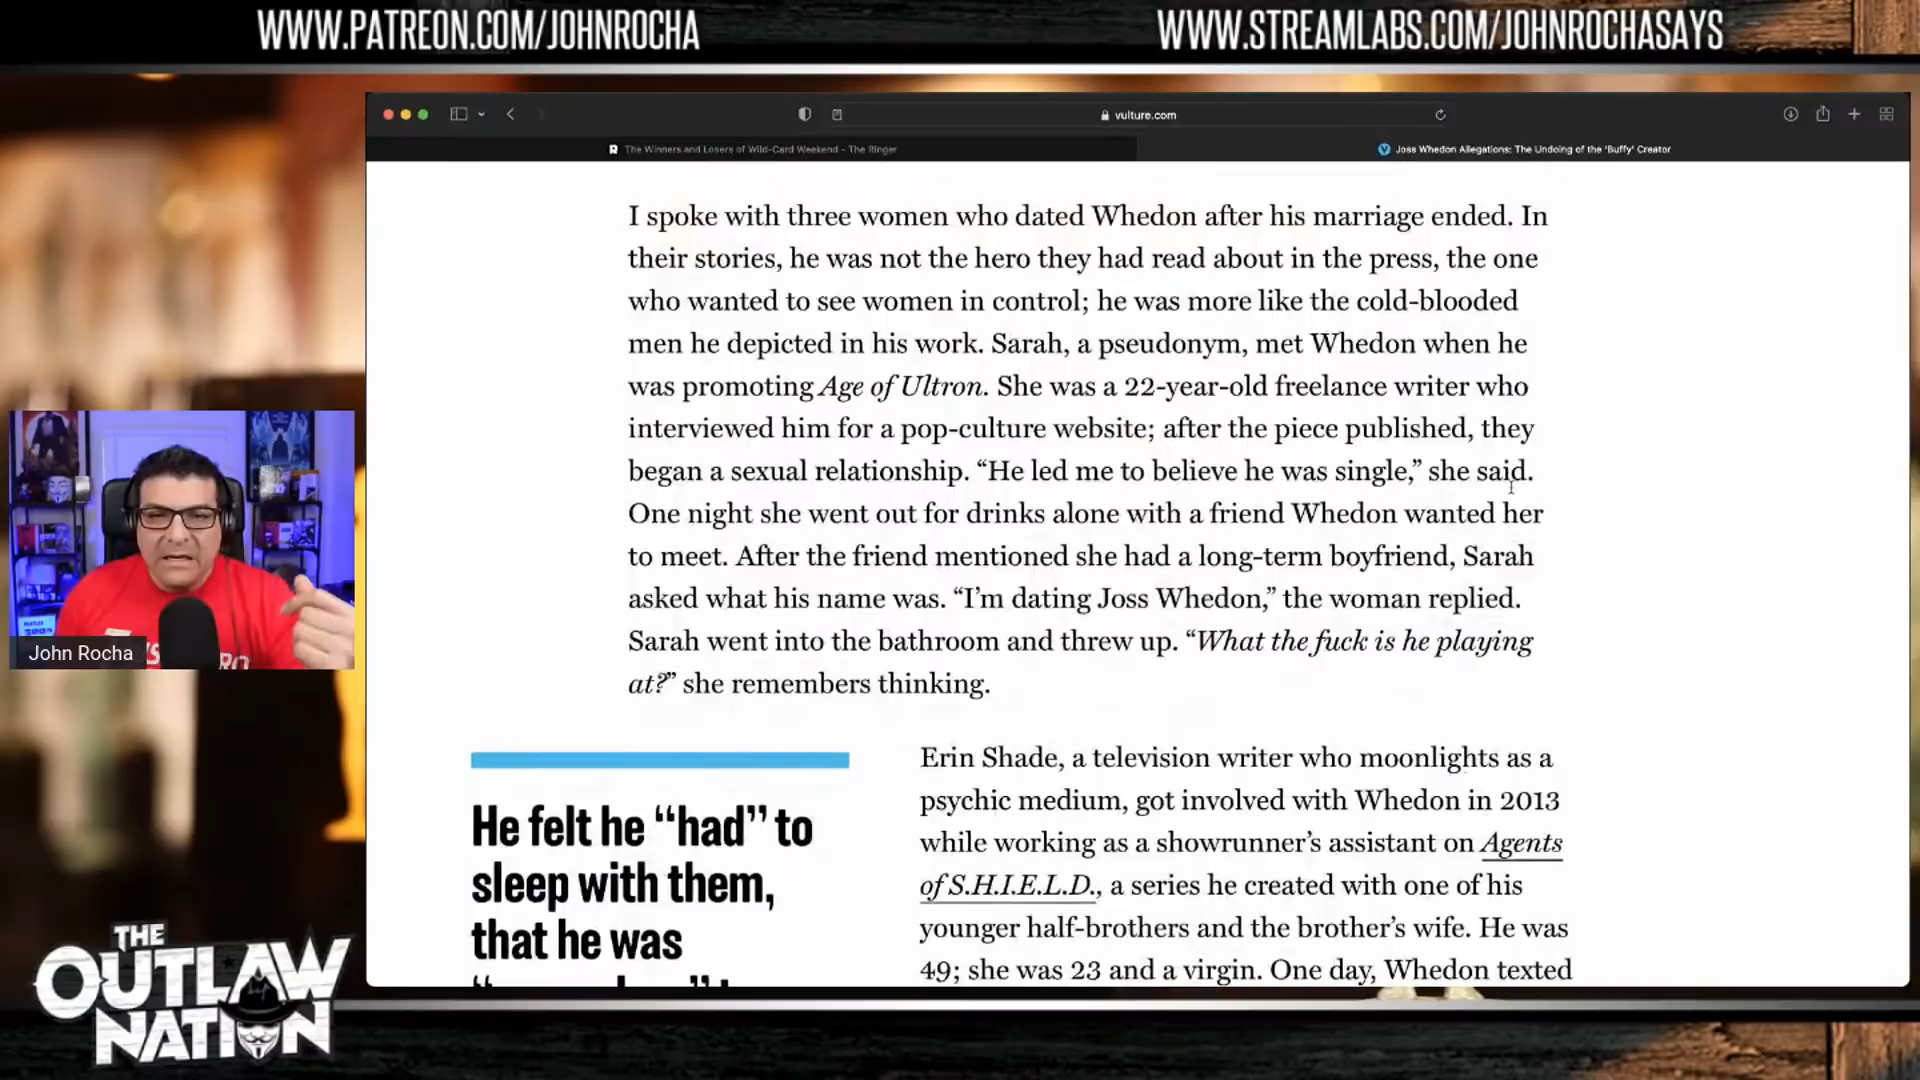 WWW.PATREON.COM/JOHNROCHA
WWW.STREAMLABS.COM/JOHNROCHASAYS
vulture.com
The Winners and Losers of Wild-Card Weekend - The Ringer
Joss Whedon Allegations: The Undoing of the 'Buffy' Creator
I spoke with three women who dated Whedon after his marriage ended. In
their stories, he was not the hero they had read about in the press, the one
who wanted to see women in control; he was more like the cold-blooded
men he depicted in his work. Sarah, a pseudonym, met Whedon when he
was promoting Age of Ultron. She was a 22-year-old freelance writer who
interviewed him for a pop-culture website; after the piece published, they
began a sexual relationship. “He led me to believe he was single,” she said.
One night she went out for drinks alone with a friend Whedon wanted her
to meet. After the friend mentioned she had a long-term boyfriend, Sarah
asked what his name was. “I’m dating Joss Whedon,” the woman replied.
Sarah went into the bathroom and threw up. “What the fuck is he playing
at?” she remembers thinking.
He felt he “had” to
sleep with them,
that he was
Erin Shade, a television writer who moonlights as a
psychic medium, got involved with Whedon in 2013
while working as a showrunner’s assistant on Agents
of S.H.I.E.L.D., a series he created with one of his
younger half-brothers and the brother’s wife. He was
49; she was 23 and a virgin. One day, Whedon texted
John Rocha
THE
OUTLAW
NATION